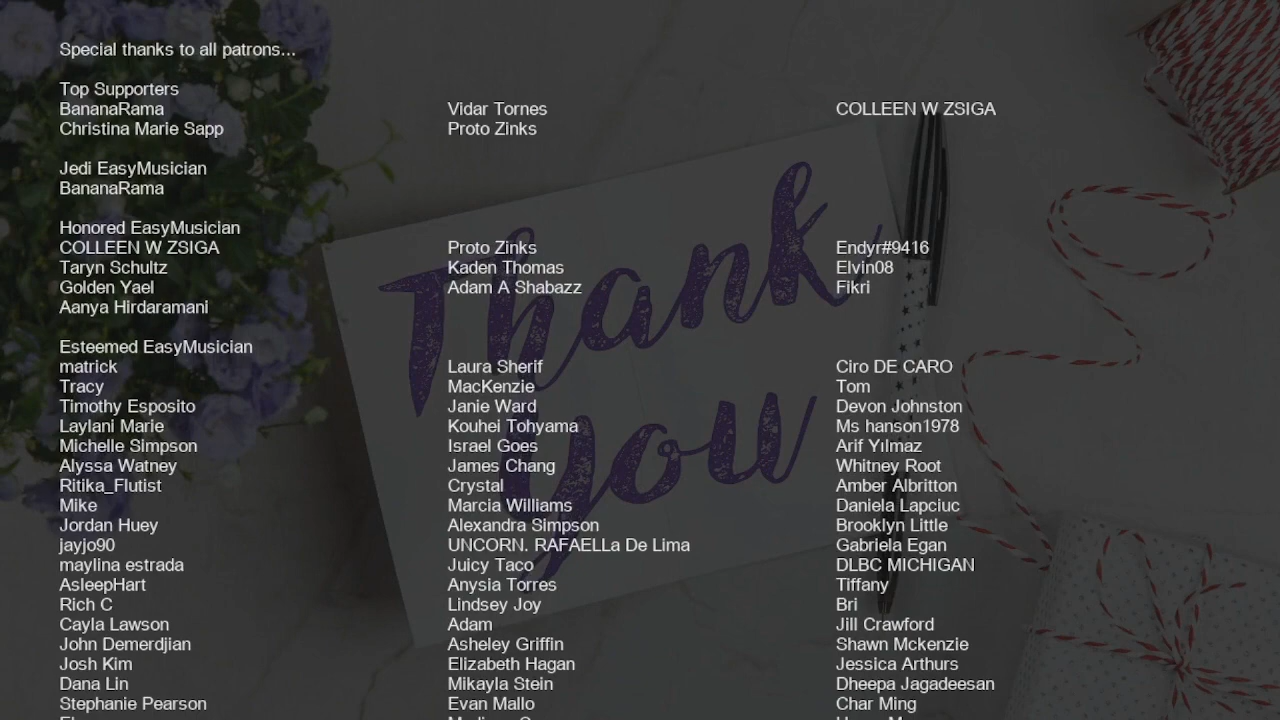 Special thanks to all patrons...
Top Supporters
BananaRama Vidar Tornes COLLEEN W ZSIGA
Christina Marie Sapp Proto Zinks
Jedi EasyMusician
BananaRama
Honored EasyMusician
COLLEEN W ZSIGA Proto Zinks Endyr#9416
Taryn Schultz Kaden Thomas Elvin08
Golden Yael Adam A Shabazz Fikri
Aanya Hirdaramani
Esteemed EasyMusician
matrick Laura Sherif Ciro DE CARO
Tracy MacKenzie Tom
Timothy Esposito Janie Ward Devon Johnston
Laylani Marie Kouhei Tohyama Ms hanson1978
Michelle Simpson Israel Goes Arif Yılmaz
Alyssa Watney James Chang Whitney Root
Ritika_Flutist Crystal Amber Albritton
Mike Marcia Williams Daniela Lapciuc
Jordan Huey Alexandra Simpson Brooklyn Little
jayjo90 UNCORN. RAFAELLa De Lima Gabriela Egan
maylina estrada Juicy Taco DLBC MICHIGAN
AsleepHart Anysia Torres Tiffany
Rich C Lindsey Joy Bri
Cayla Lawson Adam Jill Crawford
John Demerdjian Asheley Griffin Shawn Mckenzie
Josh Kim Elizabeth Hagan Jessica Arthurs
Dana Lin Mikayla Stein Dheepa Jagadeesan
Stephanie Pearson Evan Mallo Char Ming
Thank
you